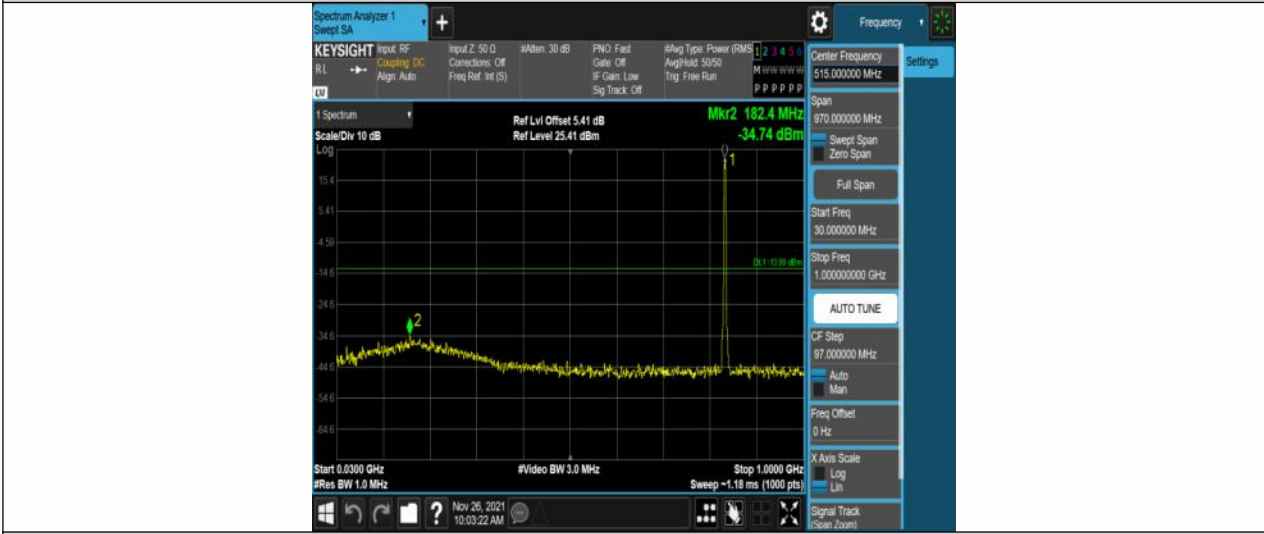 Spectrum Analyzer 1
Swept SA
Frequency
KEYSIGHT
Input: RF
Coupling: DC
Align: Auto
Input Z: 50 Ω
Corrections: Off
Freq Ref: Int (S)
#Atten: 30 dB
PNO: Fast
Gate: Off
IF Gain: Low
Sig Track: Off
#Avg Type: Power (RMS
Avg|Hold: 50/50
Trig: Free Run
1 2 3 4 5 6
M W W W W W
P P P P P P
R L
1 Spectrum
Scale/Div 10 dB
Log
Ref Lvl Offset 5.41 dB
Ref Level 25.41 dBm
Mkr2 182.4 MHz
-34.74 dBm
1
15.4
5.41
-4.59
DL1 -13.00 dBm
-14.6
-24.6
2
-34.6
-44.6
-54.6
-64.6
Start 0.0300 GHz
#Res BW 1.0 MHz
#Video BW 3.0 MHz
Stop 1.0000 GHz
Sweep ~1.18 ms (1000 pts)
Nov 26, 2021
10:03:22 AM
Center Frequency
515.000000 MHz
Settings
Span
970.000000 MHz
Swept Span
Zero Span
Full Span
Start Freq
30.000000 MHz
Stop Freq
1.000000000 GHz
AUTO TUNE
CF Step
97.000000 MHz
Auto
Man
Freq Offset
0 Hz
X Axis Scale
Log
Lin
Signal Track
(Span Zoom)